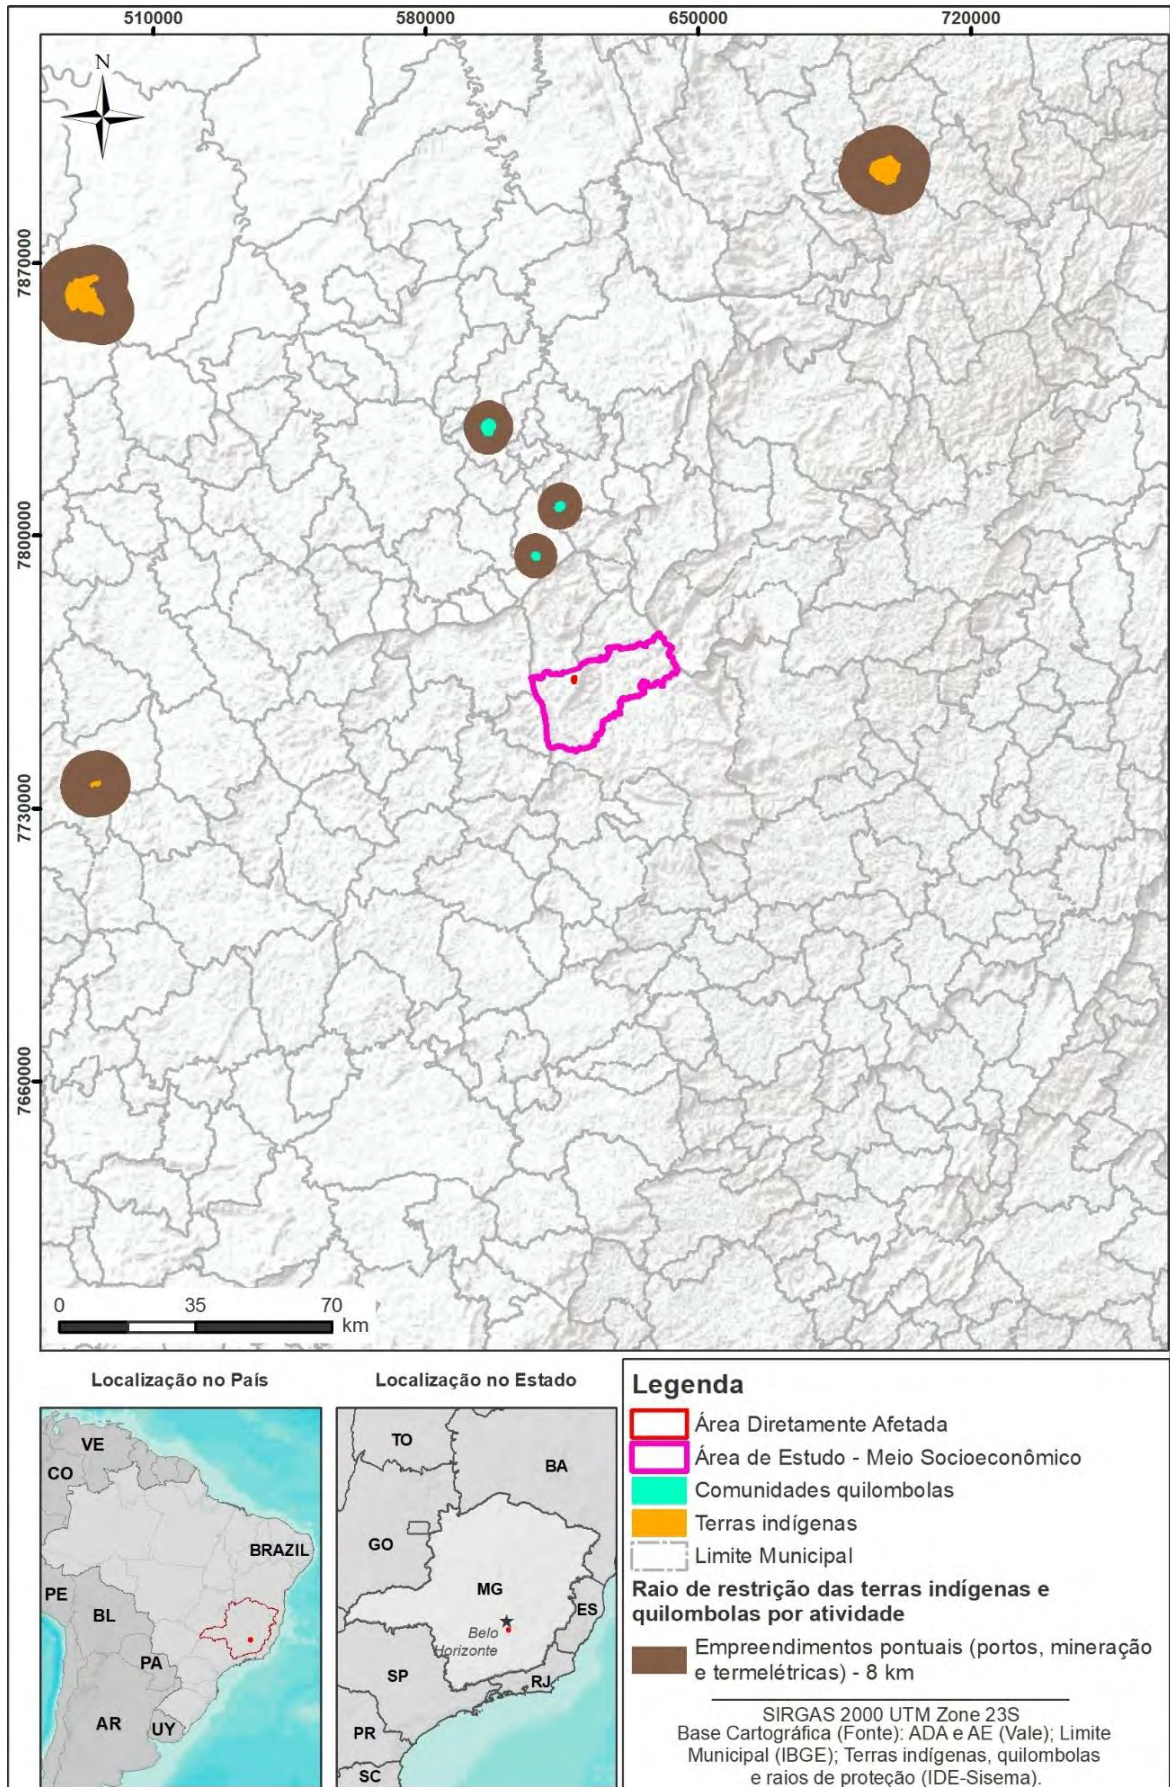 510000
580000
650000
720000
N
7870000
7800000
7730000
7660000
0
35
70
km
Localização no País
VE
CO
BRAZIL
PE
BL
PA
AR
UY
Localização no Estado
TO
BA
GO
MG
ES
Belo
Horizonte
SP
RJ
PR
SC
Legenda
Área Diretamente Afetada
Área de Estudo - Meio Socioeconômico
Comunidades quilombolas
Terras indígenas
Limite Municipal
Raio de restrição das terras indígenas e
quilombolas por atividade
Empreendimentos pontuais (portos, mineração
e termelétricas) - 8 km
SIRGAS 2000 UTM Zone 23S
Base Cartográfica (Fonte): ADA e AE (Vale); Limite
Municipal (IBGE); Terras indígenas, quilombolas
e raios de proteção (IDE-Sisema).